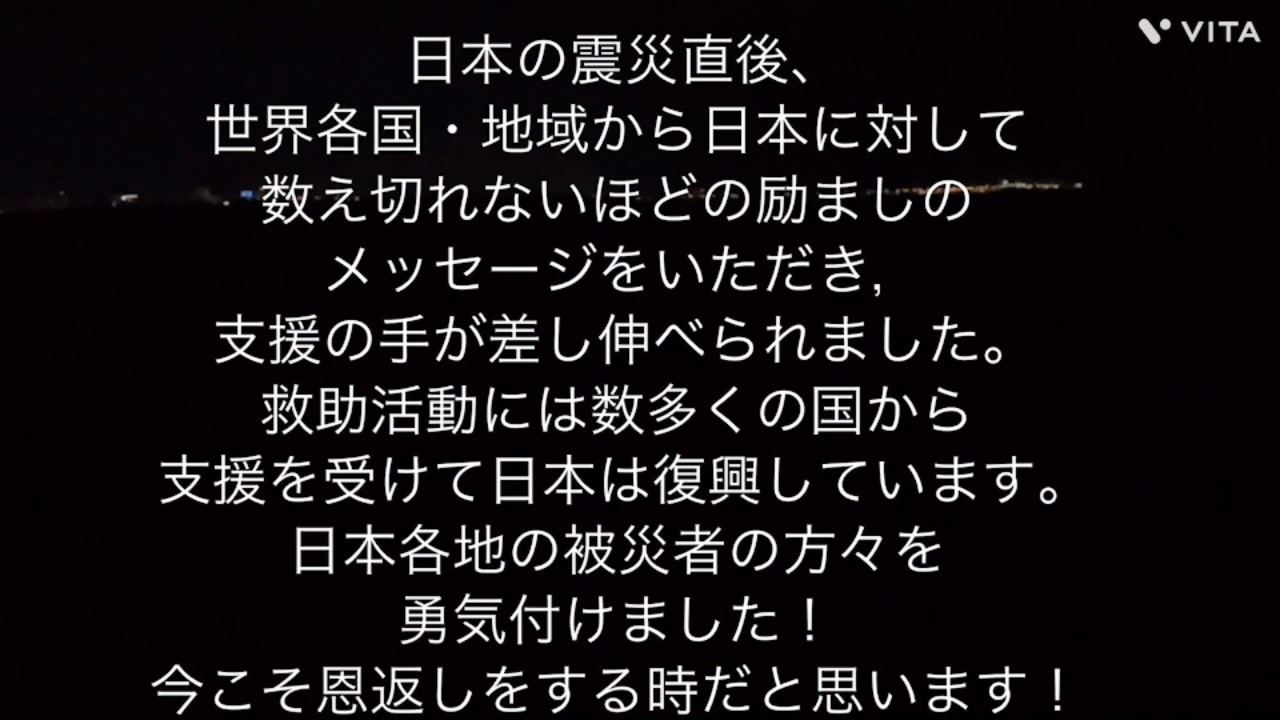 VITA
日本の震災直後、
世界各国・地域から日本に対して
数え切れないほどの励ましの
メッセージをいただき,
支援の手が差し伸べられました。
救助活動には数多くの国から
支援を受けて日本は復興しています。
日本各地の被災者の方々を
勇気付けました！
今こそ恩返しをする時だと思います！